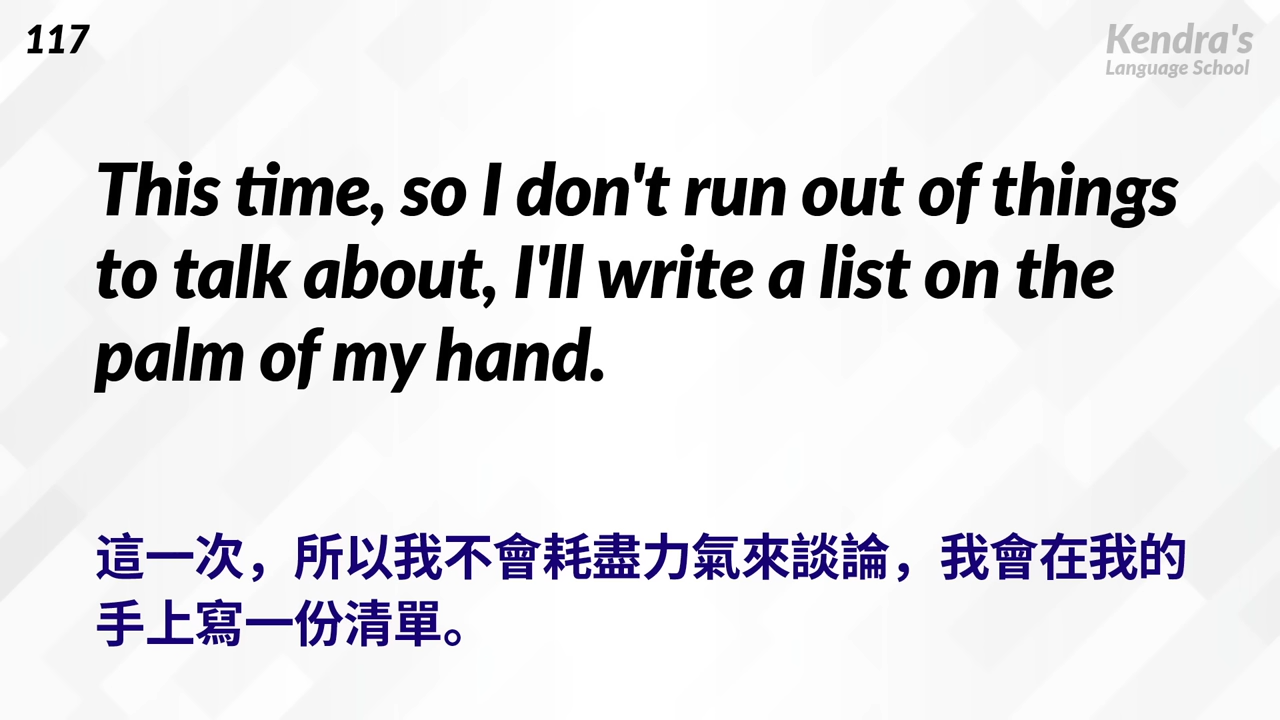 117
Kendra's
Language School
This time, so I don't run out of things
to talk about, I'll write a list on the
palm of my hand.
這一次，所以我不會耗盡力氣來談論，我會在我的
手上寫一份清單。